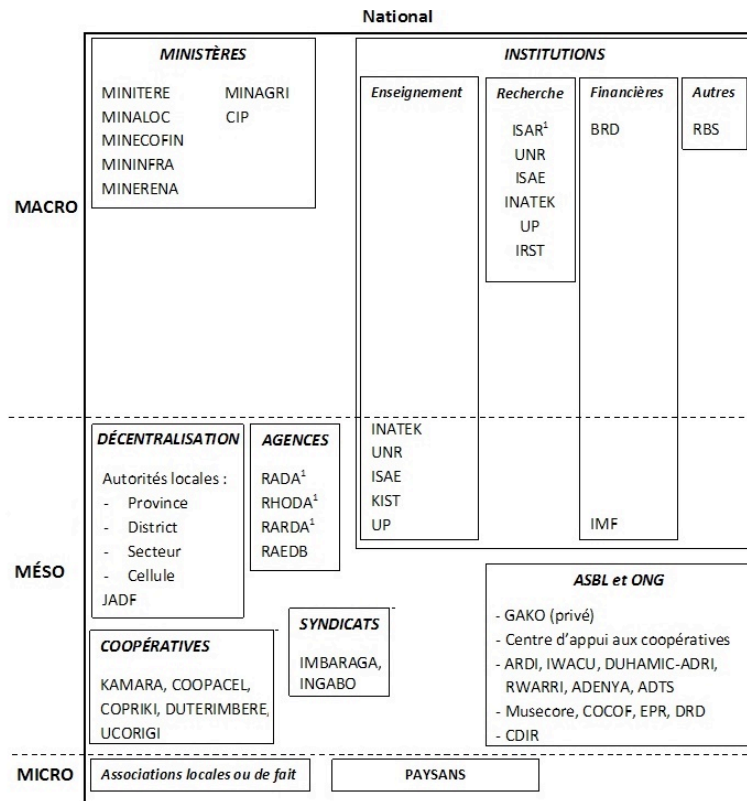 National
MACRO
MINISTÈRES
MINITERE MINAGRI
MINALOC CIP
MINECOFIN
MININFRA
MINERENA
INSTITUTIONS
Enseignement
Recherche
ISAR¹
UNR
ISAE
INATEK
UP
IRST
Financières
BRD
Autres
RBS
MÉSO
DÉCENTRALISATION
Autorités locales :
- Province
- District
- Secteur
- Cellule
JADF
AGENCES
RADA¹
RHODA¹
RARDA¹
RAEDB
INATEK
UNR
ISAE
KIST
UP
IMF
COOPÉRATIVES
KAMARA, COOPACEL,
COPRIKI, DUTERIMBERE,
UCORIGI
SYNDICATS
IMBARAGA,
INGABO
ASBL et ONG
- GAKO (privé)
- Centre d'appui aux coopératives
- ARDI, IWACU, DUHAMIC-ADRI,
RWARRI, ADENYA, ADTS
- Musecore, COCOF, EPR, DRD
- CDIR
MICRO
Associations locales ou de fait
PAYSANS